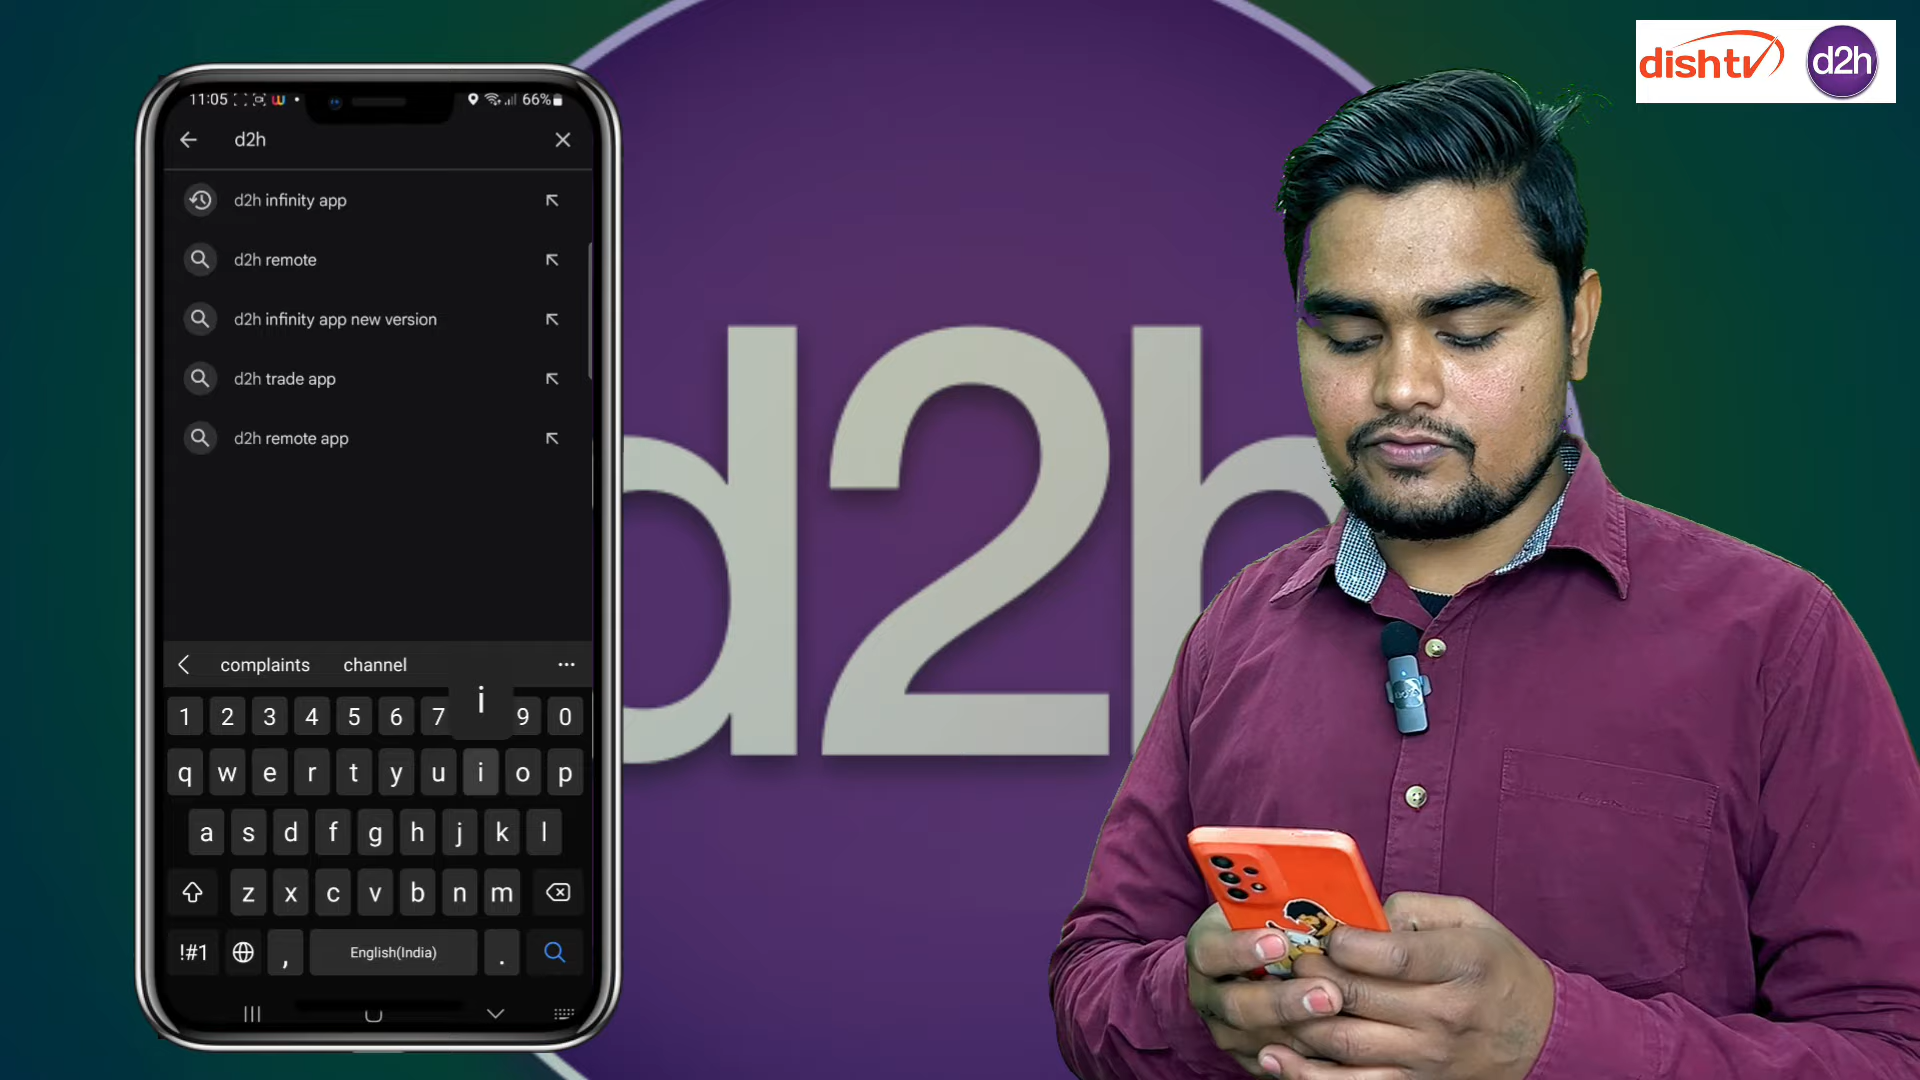 11:05
66%
d2h
d2h infinity app
d2h remote
d2h infinity app new version
d2h trade app
d2h remote app
complaints channel
i
1 2 3 4 5 6 7 9 0
q w e r t y u i o p
a s d f g h j k l
z x c v b n m
!#1 , English(India) .
d2h
dishtv d2h